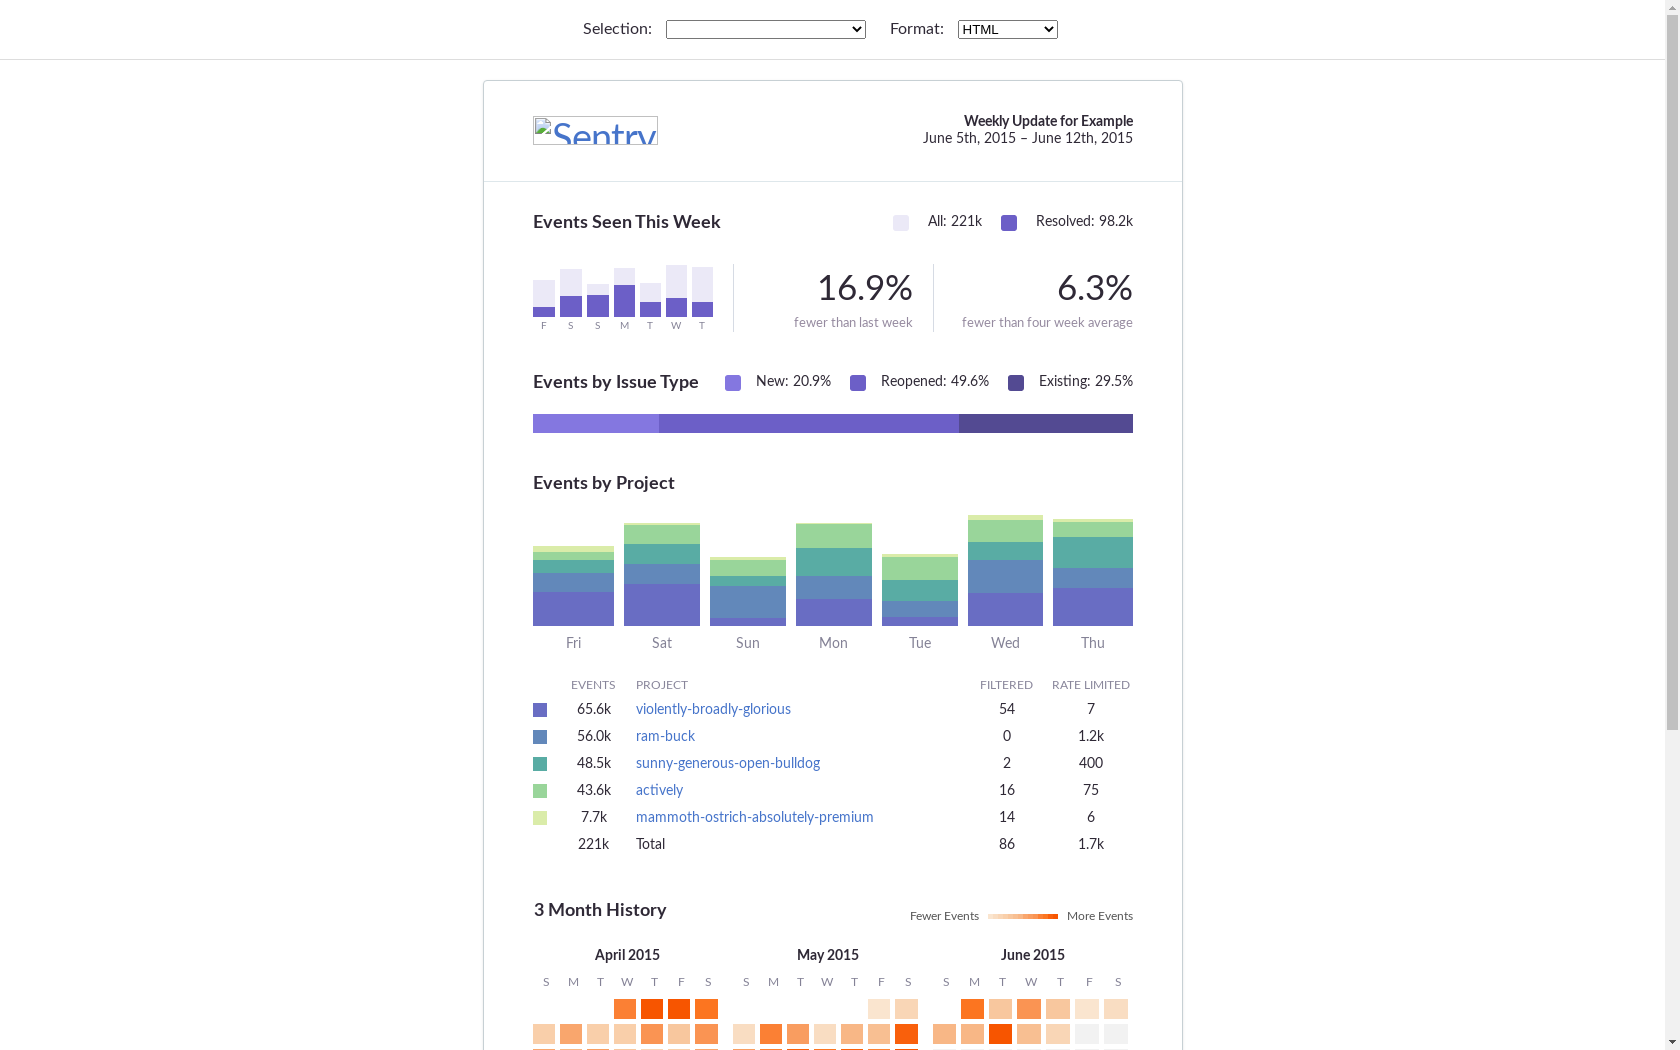 Selection: Format: HTML
Sentry
Weekly Update for Example
June 5th, 2015 – June 12th, 2015
Events Seen This Week All: 221k Resolved: 98.2k
16.9% 6.3%
F S S M T W T fewer than last week fewer than four week average
Events by Issue Type New: 20.9% Reopened: 49.6% Existing: 29.5%
Events by Project
Fri Sat Sun Mon Tue Wed Thu
EVENTS PROJECT FILTERED RATE LIMITED
65.6k violently-broadly-glorious 54 7
56.0k ram-buck 0 1.2k
48.5k sunny-generous-open-bulldog 2 400
43.6k actively 16 75
7.7k mammoth-ostrich-absolutely-premium 14 6
221k Total 86 1.7k
3 Month History Fewer Events More Events
April 2015 May 2015 June 2015
S M T W T F S S M T W T F S S M T W T F S